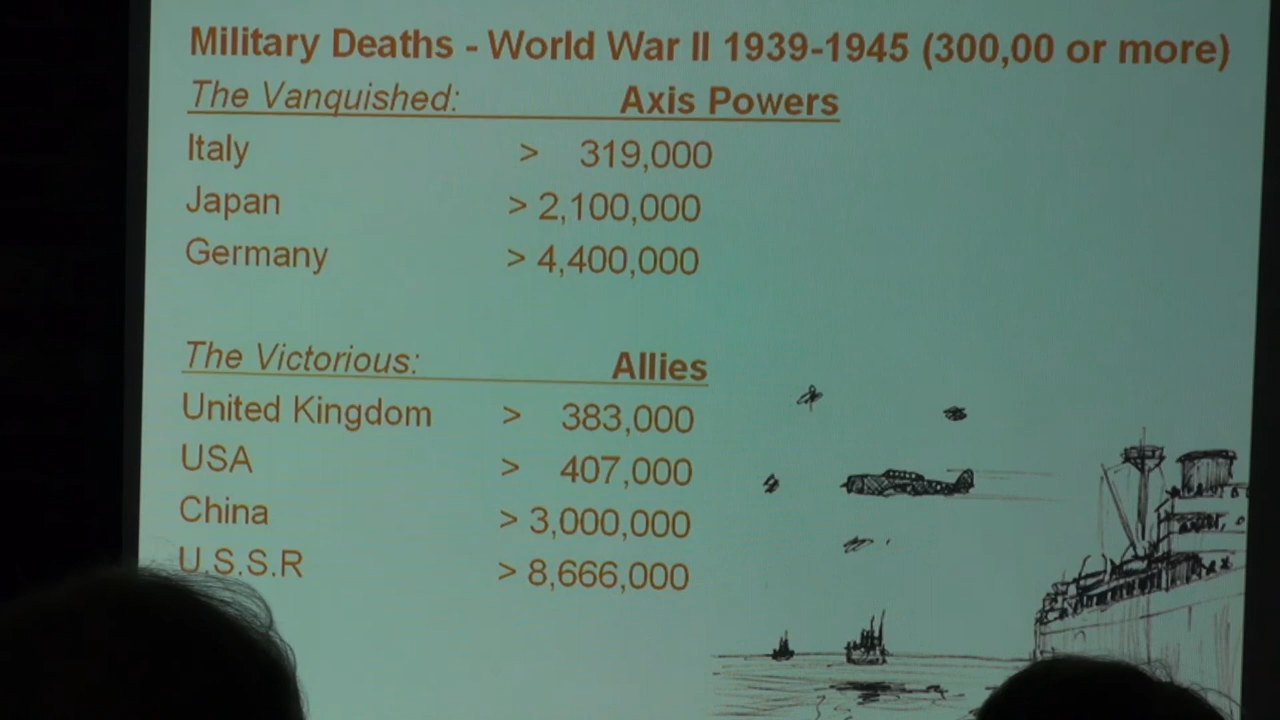 Military Deaths - World War II 1939-1945 (300,00 or more)
The Vanquished: Axis Powers
Italy > 319,000
Japan > 2,100,000
Germany > 4,400,000
The Victorious: Allies
United Kingdom > 383,000
USA > 407,000
China > 3,000,000
U.S.S.R > 8,666,000